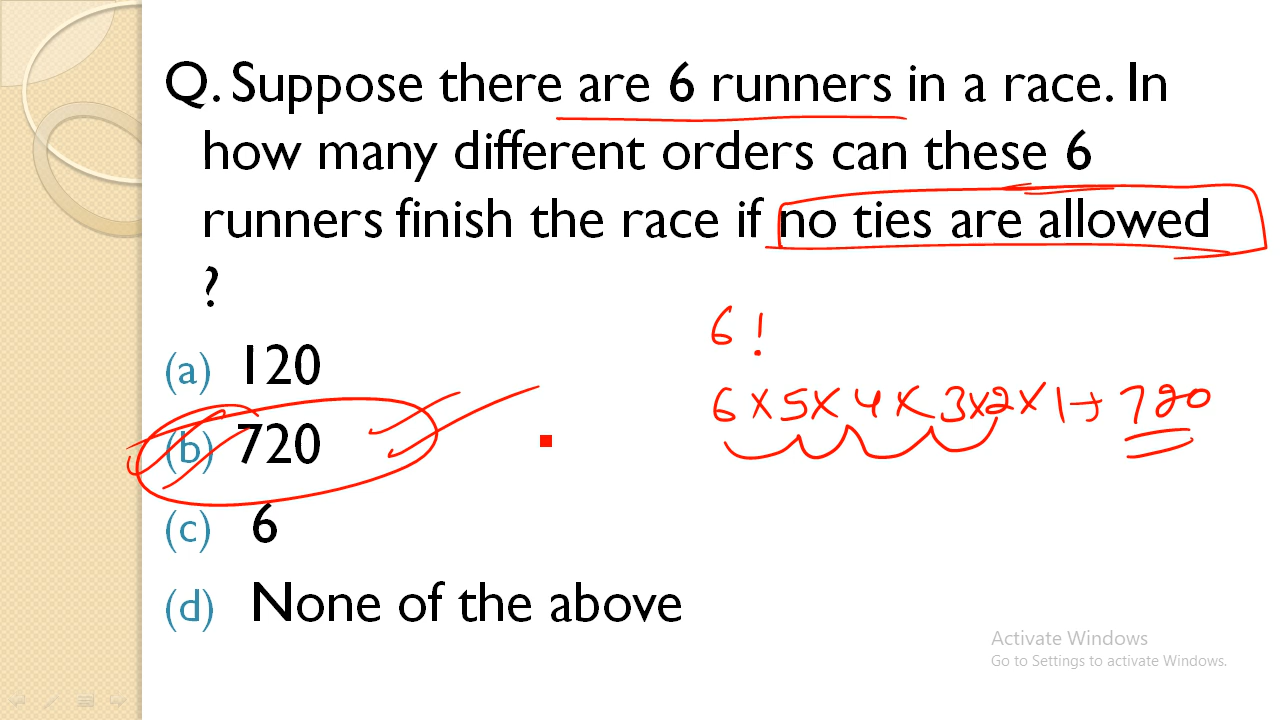 Q. Suppose there are 6 runners in a race. In
how many different orders can these 6
runners finish the race if no ties are allowed
?
6 !
(a) 120
6 × 5 × 4 × 3 × 2 × 1 → 720
(b) 720
(c) 6
(d) None of the above
Activate Windows
Go to Settings to activate Windows.